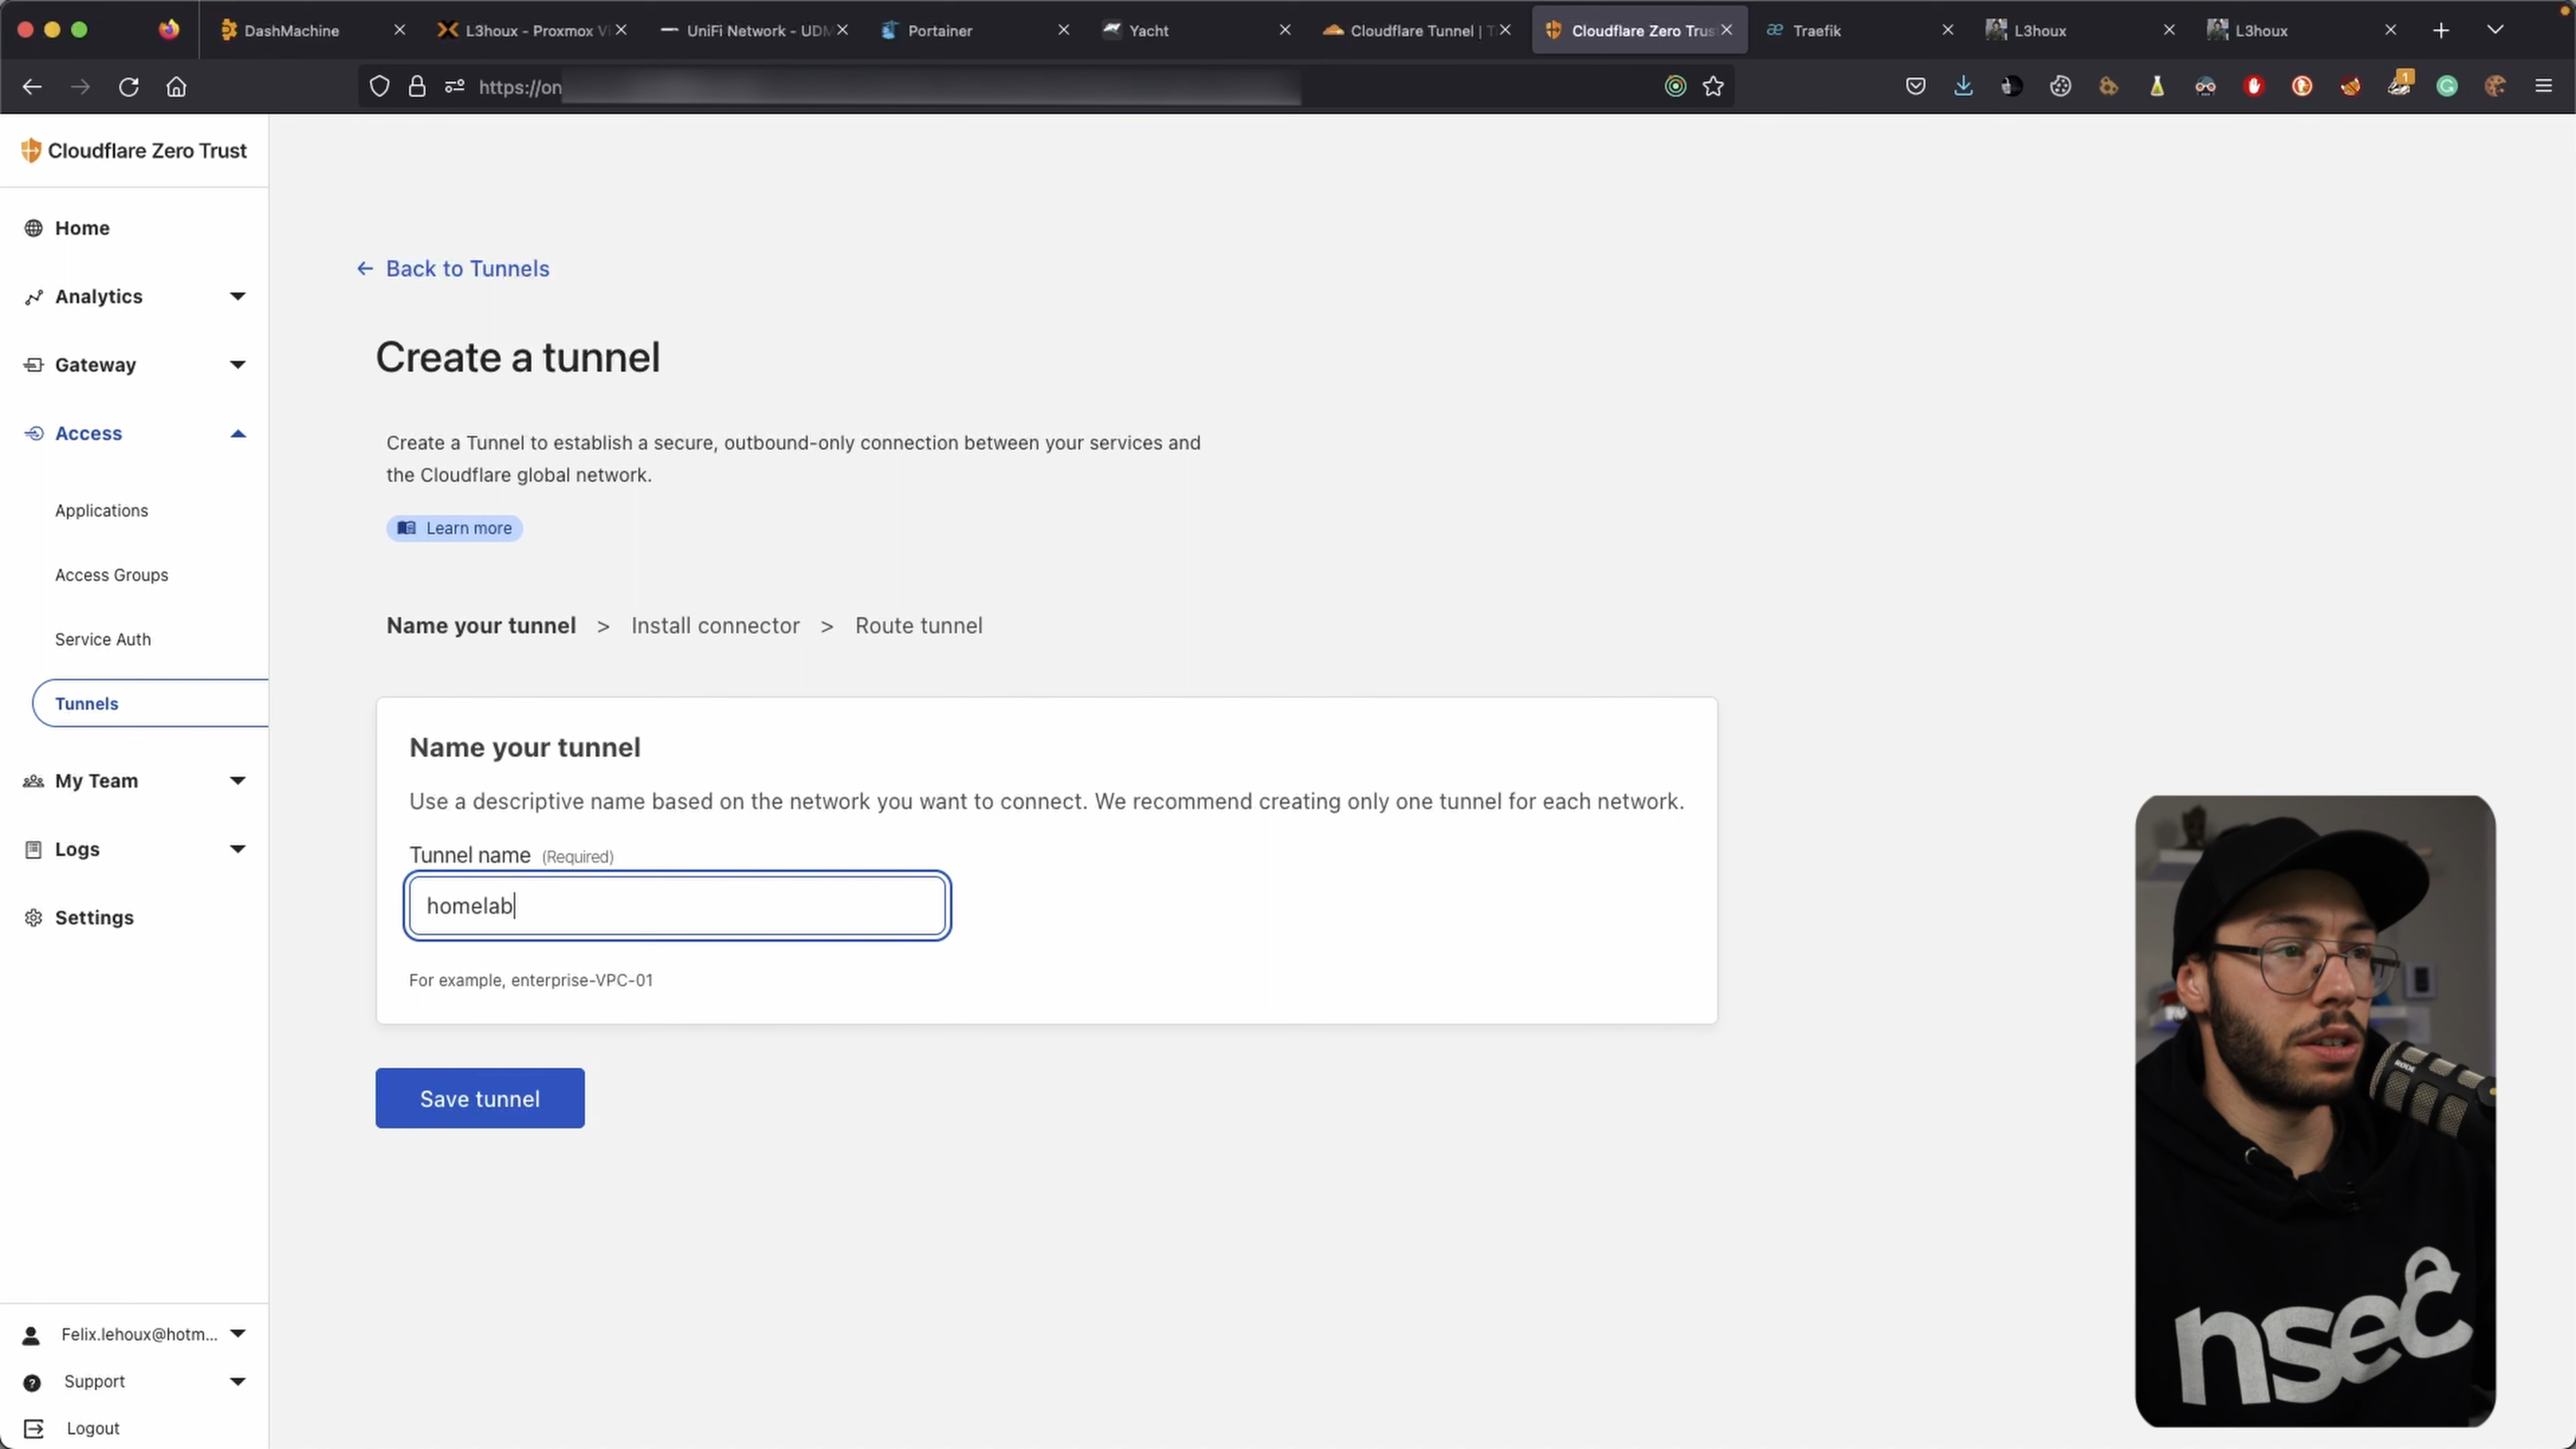 DashMachine
L3houx - Proxmox Vi
UniFi Network - UDM
Portainer
Yacht
Cloudflare Tunnel | T
Cloudflare Zero Trus
Traefik
L3houx
L3houx
https://on
1
Cloudflare Zero Trust
Home
Analytics
Gateway
Access
Applications
Access Groups
Service Auth
Tunnels
My Team
Logs
Settings
Felix.lehoux@hotm...
Support
Logout
Back to Tunnels
Create a tunnel
Create a Tunnel to establish a secure, outbound-only connection between your services and
the Cloudflare global network.
Learn more
Name your tunnel > Install connector > Route tunnel
Name your tunnel
Use a descriptive name based on the network you want to connect. We recommend creating only one tunnel for each network.
Tunnel name (Required)
homelab
For example, enterprise-VPC-01
Save tunnel
RODE
nsec